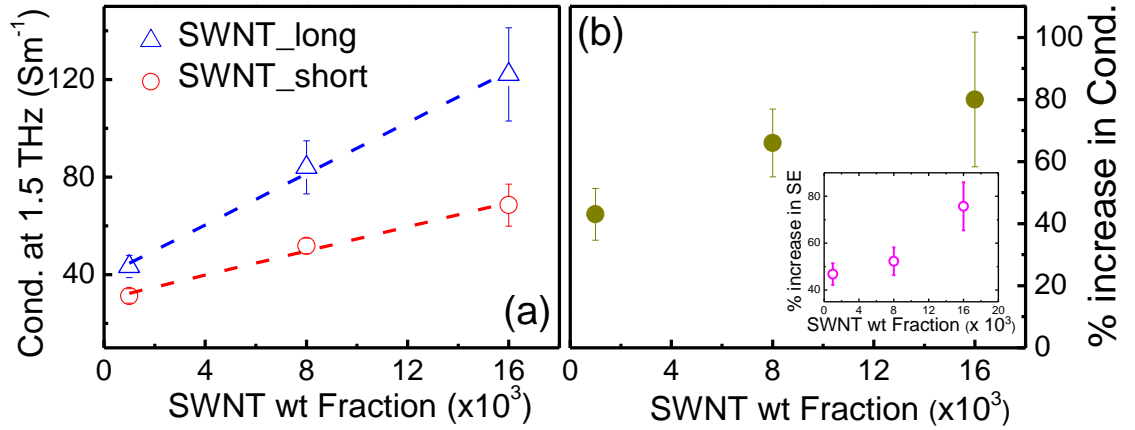 Cond. at 1.5 THz (Sm⁻¹)
120
80
40
SWNT_long
SWNT_short
(a)
0 4 8 12 16
SWNT wt Fraction (x10³)
(b)
100
80
60
40
20
0
% increase in Cond.
0 4 8 12 16
SWNT wt Fraction (x10³)
% increase in SE
80
60
40
0 4 8 12 16 20
SWNT wt Fraction (x 10³)